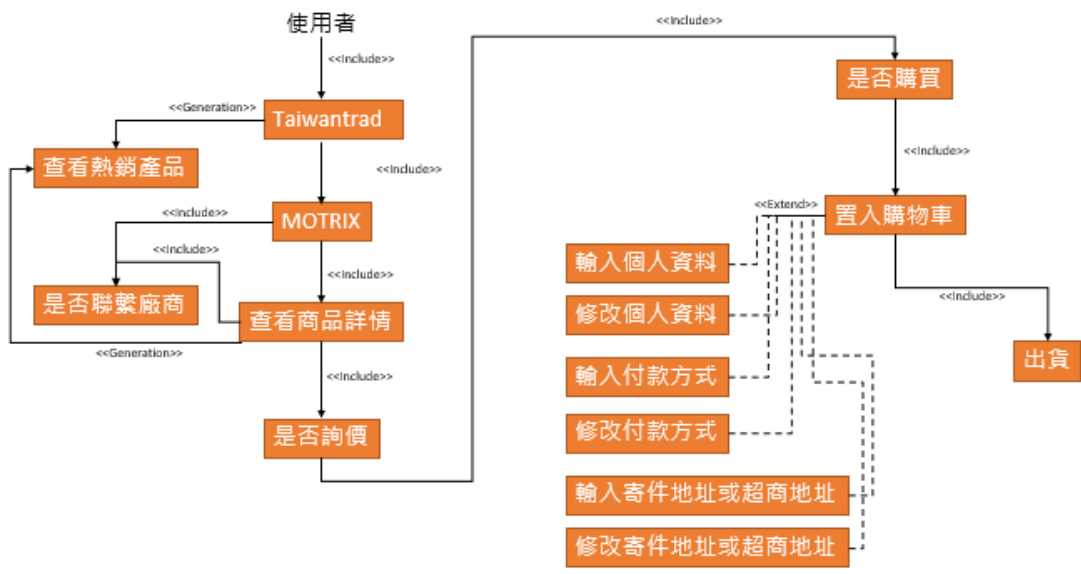 使用者
<<Include>>
<<Include>>
是否購買
<<Generation>>
Taiwantrad
查看熱銷產品
<<Include>>
<<Include>>
<<Include>>
MOTRIX
<<Extend>>
置入購物車
<<Include>>
輸入個人資料
<<Include>>
是否聯繫廠商
修改個人資料
<<Include>>
查看商品詳情
<<Generation>>
出貨
<<Include>>
輸入付款方式
是否詢價
修改付款方式
輸入寄件地址或超商地址
修改寄件地址或超商地址